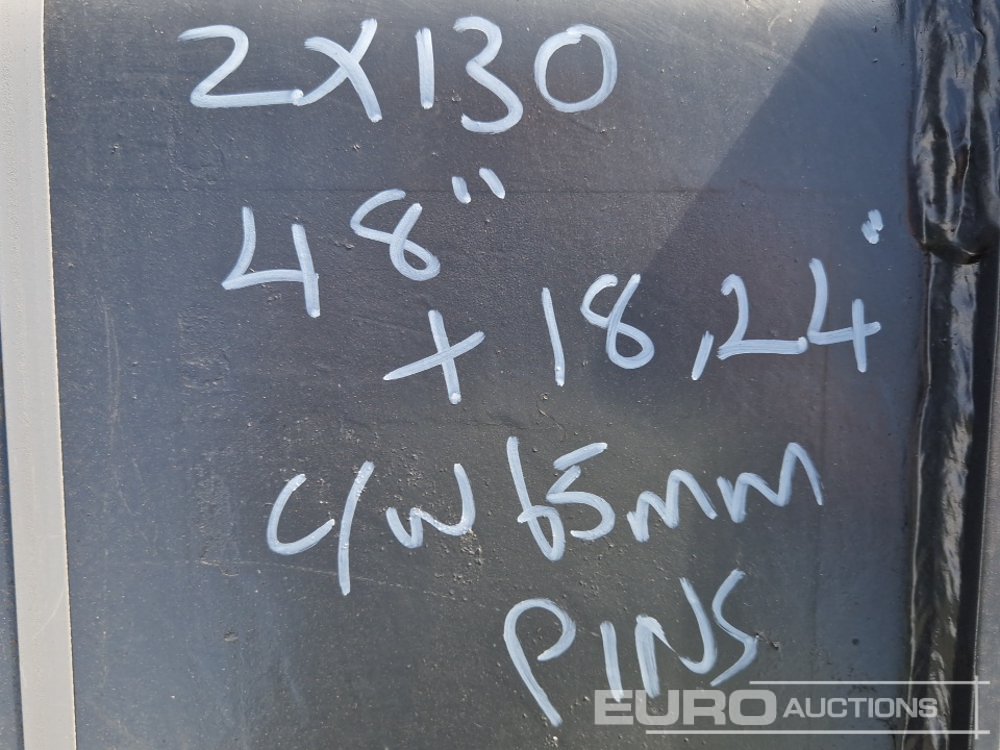 2X130
48"
+ 18,24"
C/W 65mm
PINS
EURO AUCTIONS